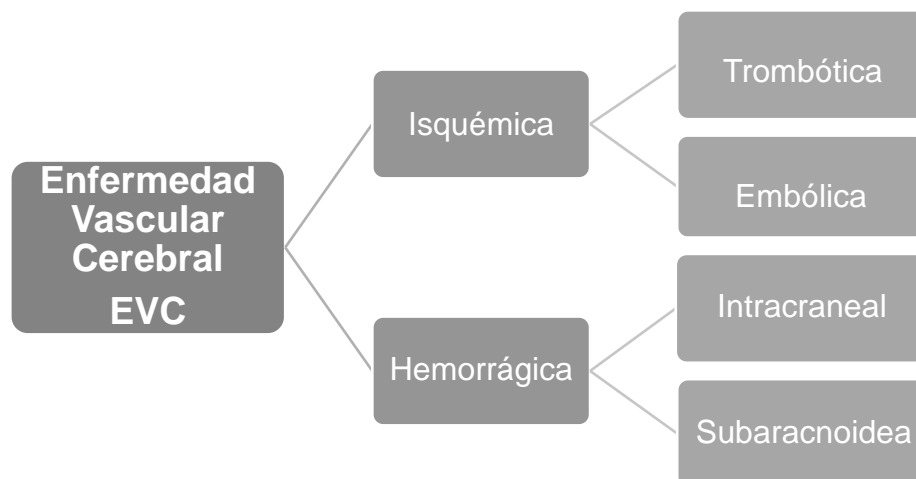 Enfermedad
Vascular
Cerebral
EVC
Isquémica
Trombótica
Embólica
Hemorrágica
Intracraneal
Subaracnoidea